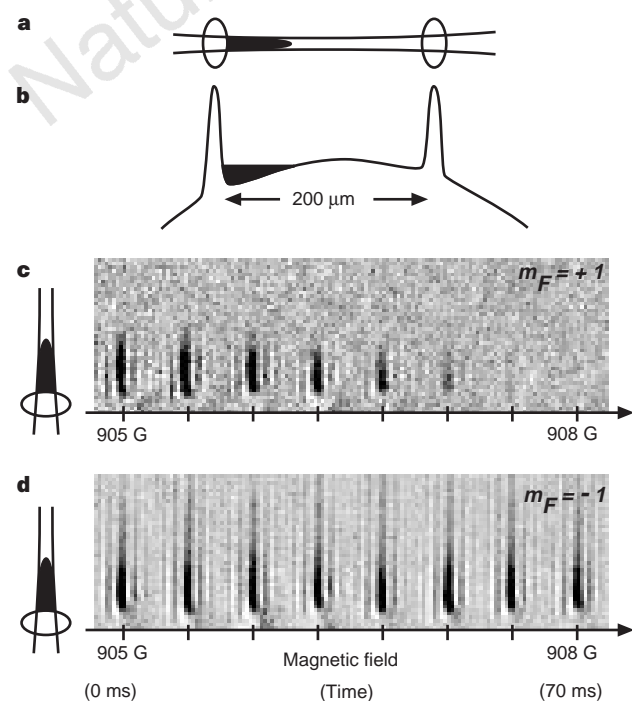 a
b
200 μm
c
m_F = + 1
905 G 908 G
d
m_F = - 1
905 G Magnetic field 908 G
(0 ms) (Time) (70 ms)